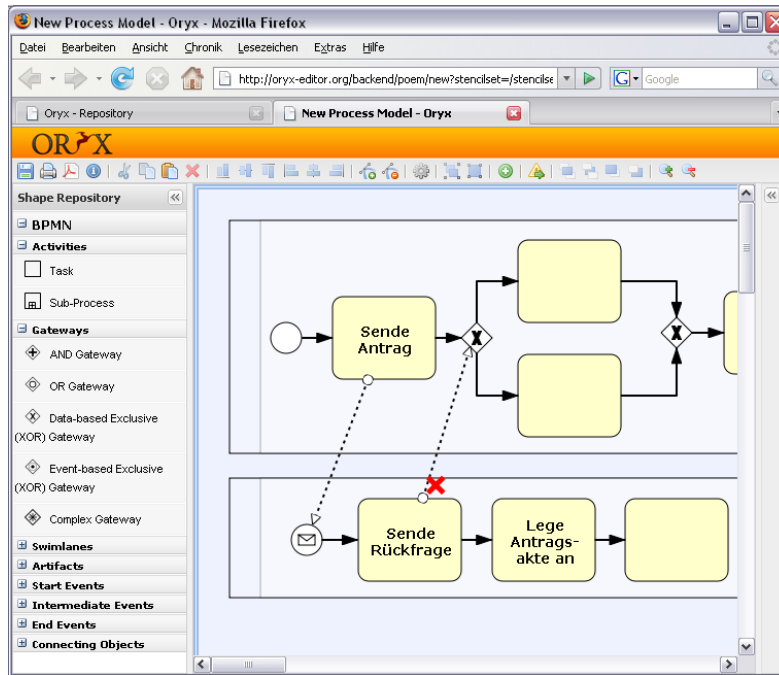 New Process Model - Oryx - Mozilla Firefox
Datei Bearbeiten Ansicht Chronik Lesezeichen Extras Hilfe
http://oryx-editor.org/backend/poem/new?stencilset=/stencilse
G Google
Oryx - Repository
New Process Model - Oryx
ORYX
Shape Repository
BPMN
Activities
Task
Sub-Process
Gateways
AND Gateway
OR Gateway
Data-based Exclusive
(XOR) Gateway
Event-based Exclusive
(XOR) Gateway
Complex Gateway
Swimlanes
Artifacts
Start Events
Intermediate Events
End Events
Connecting Objects
Sende
Antrag
X
X
Sende
Rückfrage
Lege
Antrags-
akte an